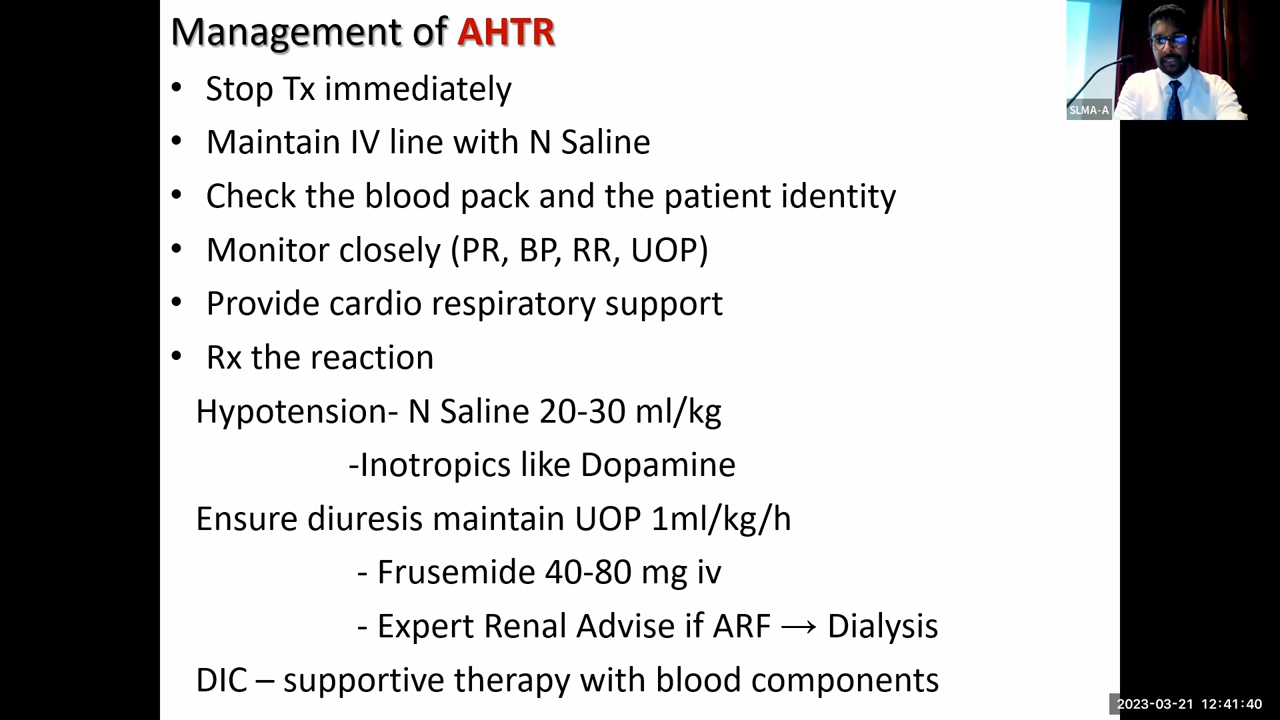 Management of AHTR
• Stop Tx immediately
• Maintain IV line with N Saline
• Check the blood pack and the patient identity
• Monitor closely (PR, BP, RR, UOP)
• Provide cardio respiratory support
• Rx the reaction
Hypotension- N Saline 20-30 ml/kg
-Inotropics like Dopamine
Ensure diuresis maintain UOP 1ml/kg/h
- Frusemide 40-80 mg iv
- Expert Renal Advise if ARF → Dialysis
DIC – supportive therapy with blood components
SLMA-A
2023-03-21 12:41:40